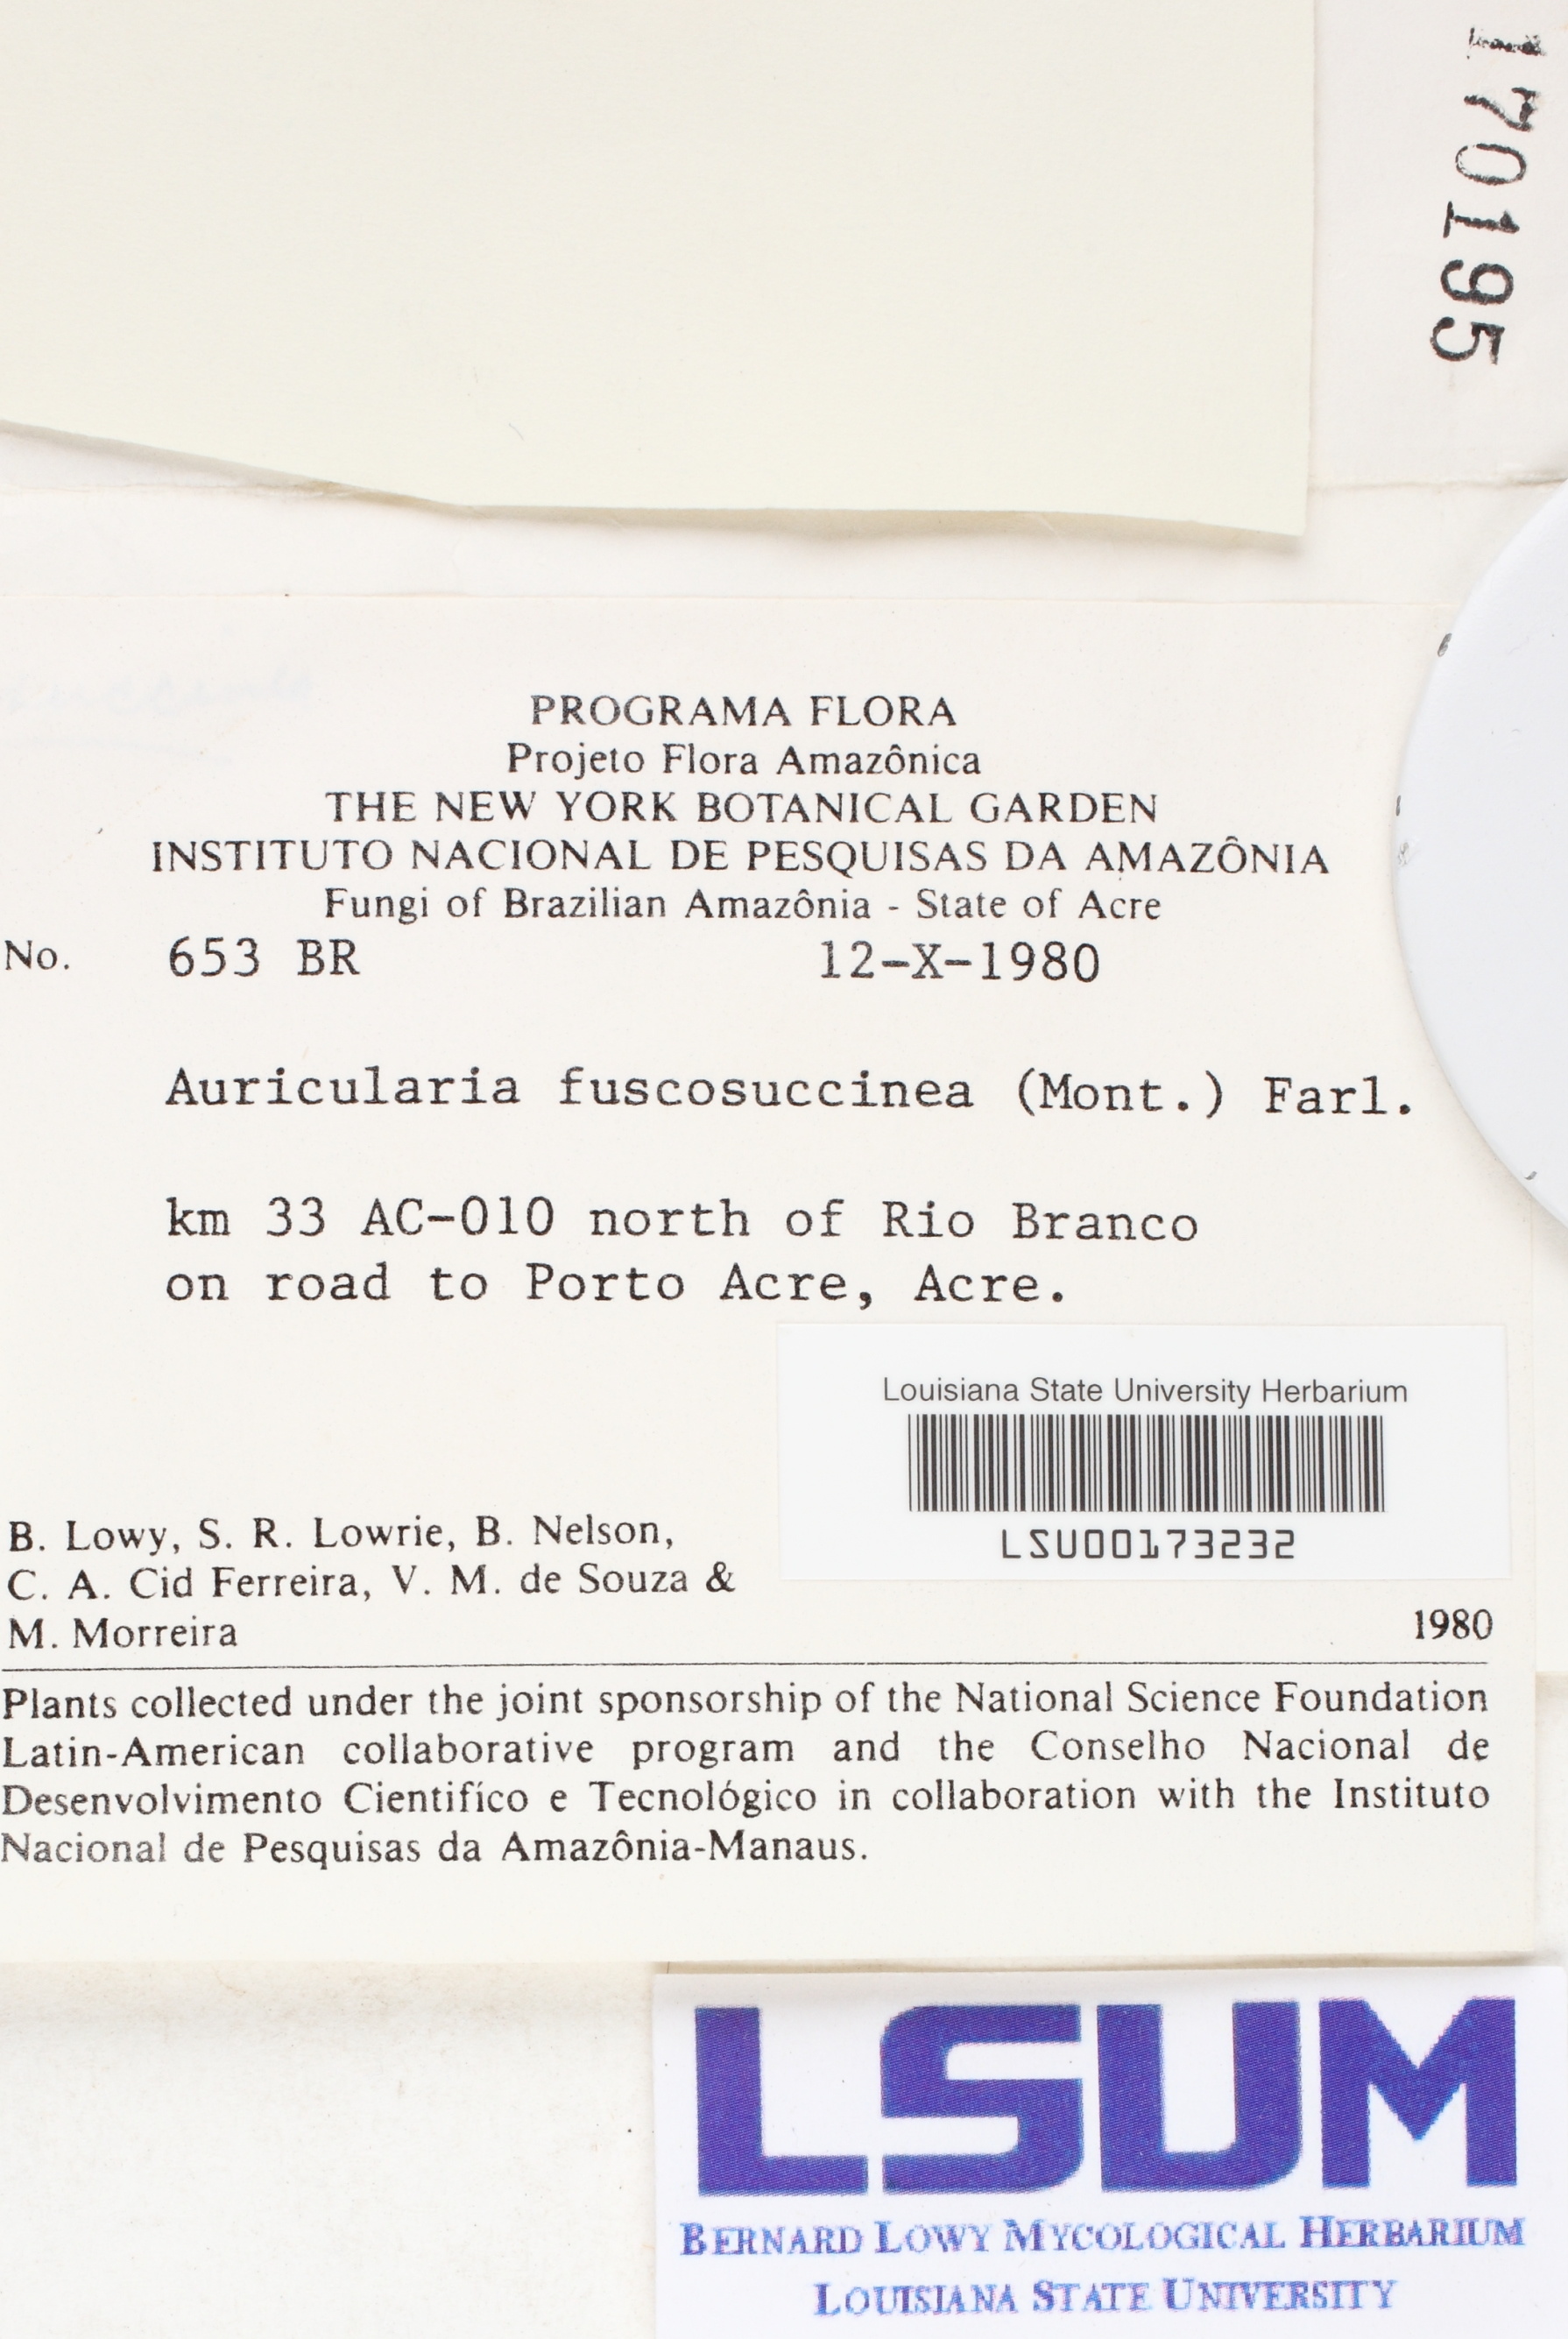 170195
PROGRAMA FLORA
Projeto Flora Amazônica
THE NEW YORK BOTANICAL GARDEN
INSTITUTO NACIONAL DE PESQUISAS DA AMAZÔNIA
Fungi of Brazilian Amazônia - State of Acre
No. 653 BR 12-X-1980
Auricularia fuscosuccinea (Mont.) Farl.
km 33 AC-010 north of Rio Branco
on road to Porto Acre, Acre.
Louisiana State University Herbarium
LSU00173232
B. Lowy, S. R. Lowrie, B. Nelson,
C. A. Cid Ferreira, V. M. de Souza &
M. Morreira 1980
Plants collected under the joint sponsorship of the National Science Foundation
Latin-American collaborative program and the Conselho Nacional de
Desenvolvimento Cientifíco e Tecnológico in collaboration with the Instituto
Nacional de Pesquisas da Amazônia-Manaus.
LSUM
BERNARD LOWY MYCOLOGICAL HERBARIUM
LOUISIANA STATE UNIVERSITY